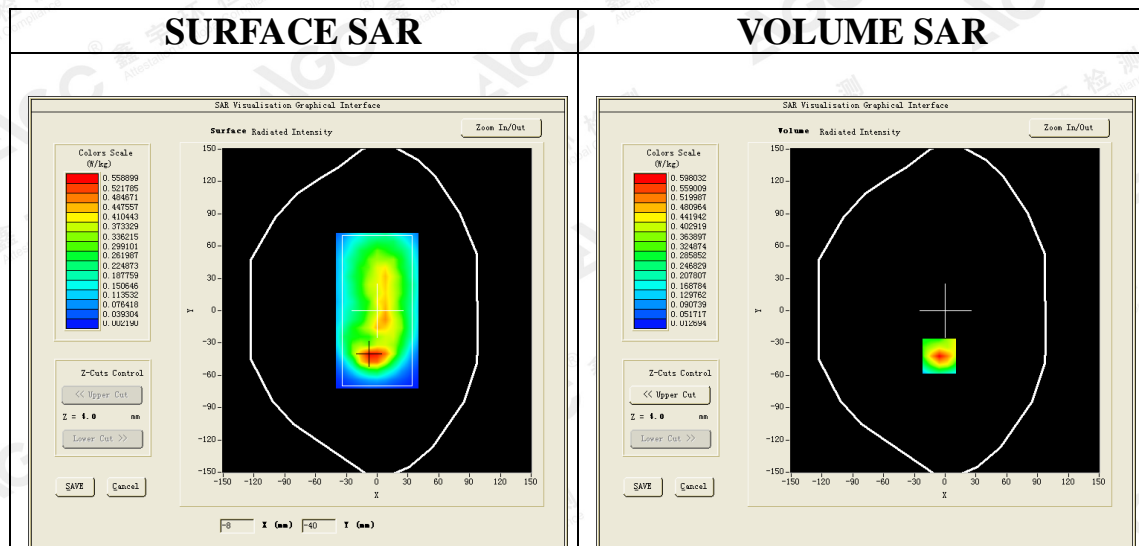 SURFACE SAR
VOLUME SAR
SAR Visualisation Graphical Interface
Surface Radiated Intensity
Zoom In/Out
Colors Scale
(W/kg)
0.558899
0.521785
0.484671
0.447557
0.410443
0.373329
0.336215
0.299101
0.261987
0.224873
0.187759
0.150646
0.113532
0.076418
0.039304
0.002190
150
120
90
60
30
0
-30
-60
-90
-120
-150
Y
-150 -120 -90 -60 -30 0 30 60 90 120 150
X
Z-Cuts Control
<< Upper Cut
Z = 4.0 mm
Lower Cut >>
SAVE Cancel
-8 X (mm) -40 Y (mm)
SAR Visualisation Graphical Interface
Volume Radiated Intensity
Zoom In/Out
Colors Scale
(W/kg)
0.598032
0.559009
0.519987
0.480964
0.441942
0.402919
0.363897
0.324874
0.285852
0.246829
0.207807
0.168784
0.129762
0.090739
0.051717
0.012694
150
120
90
60
30
0
-30
-60
-90
-120
-150
Y
-150 -120 -90 -60 -30 0 30 60 90 120 150
X
Z-Cuts Control
<< Upper Cut
Z = 4.0 mm
Lower Cut >>
SAVE Cancel